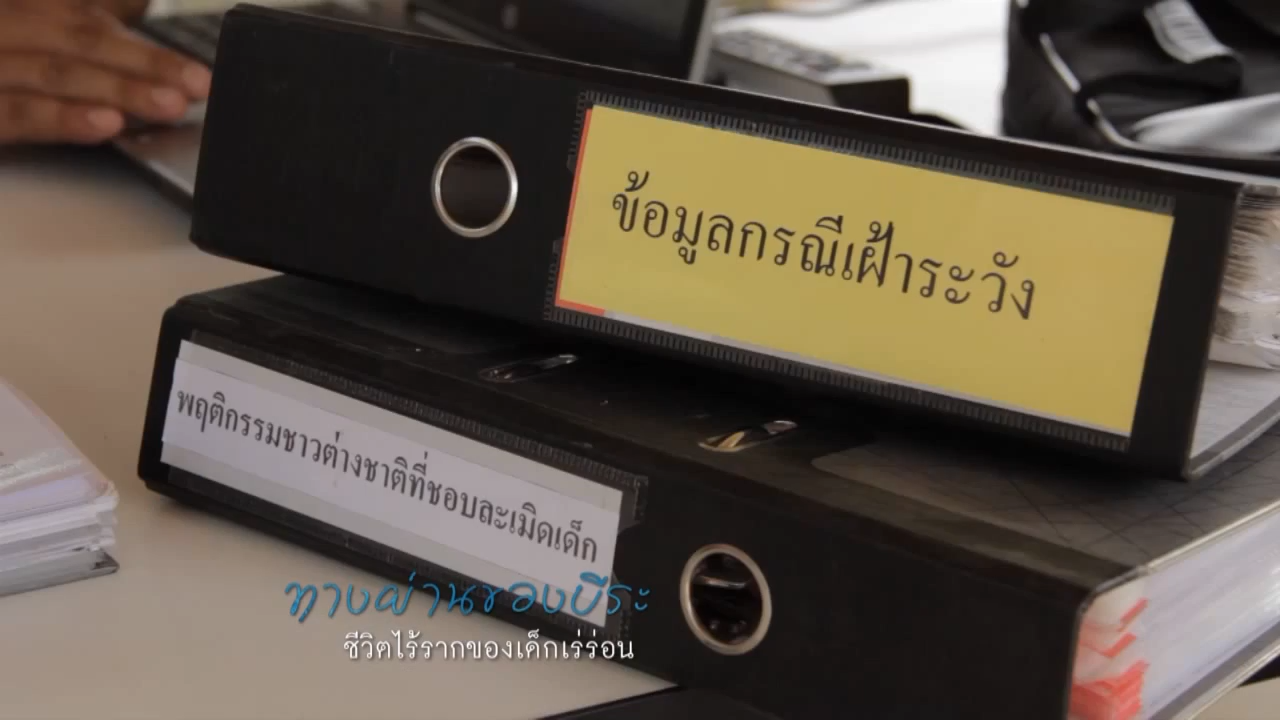 ข้อมูลกรณีเฝ้าระวัง
พฤติกรรมชาวต่างชาติที่ชอบละเมิดเด็ก
ทางผ่านของบีระ
ชีวิตไร้รากของเด็กเร่ร่อน